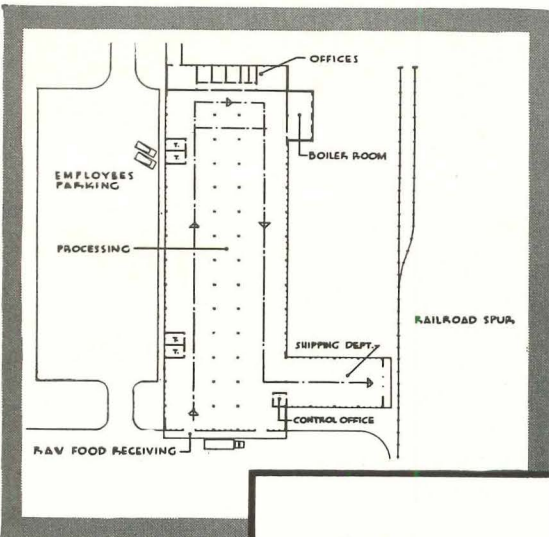 OFFICES
BOILER ROOM
EMPLOYEES
PARKING
T.
T.
PROCESSING
RAILROAD SPUR
SHIPPING DEPT.
T.
T.
CONTROL OFFICE
RAW FOOD RECEIVING